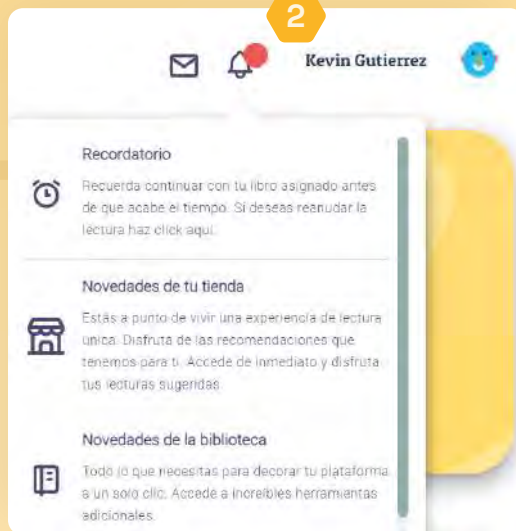 2
Kevin Gutierrez
Recordatorio
Recuerda continuar con tu libro asignado antes
de que acabe el tiempo. Si deseas reanudar la
lectura haz click aquí.
Novedades de tu tienda
Estás a punto de vivir una experiencia de lectura
única. Disfruta de las recomendaciones que
tenemos para ti. Accede de inmediato y disfruta
tus lecturas sugeridas.
Novedades de la biblioteca
Todo lo que necesitas para decorar tu plataforma
a un solo clic. Accede a increíbles herramientas
adicionales.